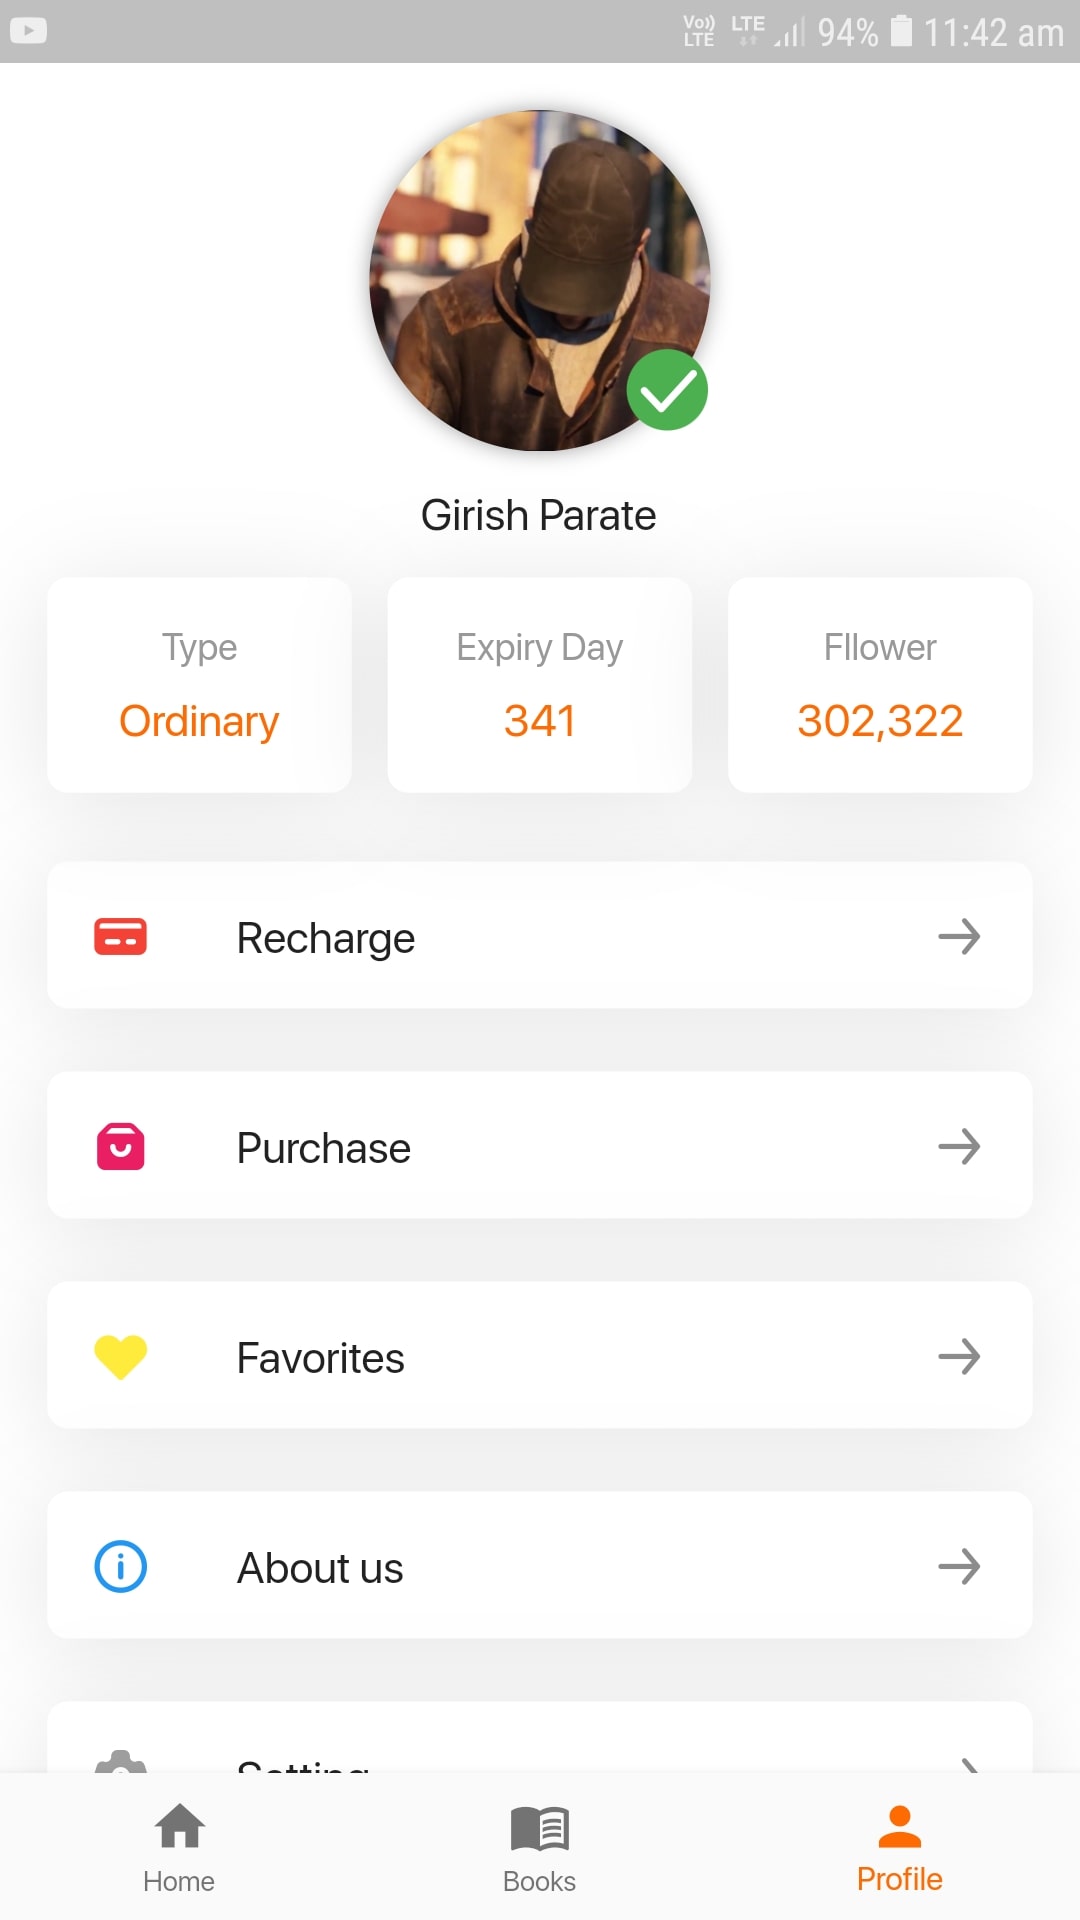 Vo)) LTE LTE 94% 11:42 am
Girish Parate
Type Expiry Day Fllower
Ordinary 341 302,322
Recharge
Purchase
Favorites
About us
Setting
Home Books Profile